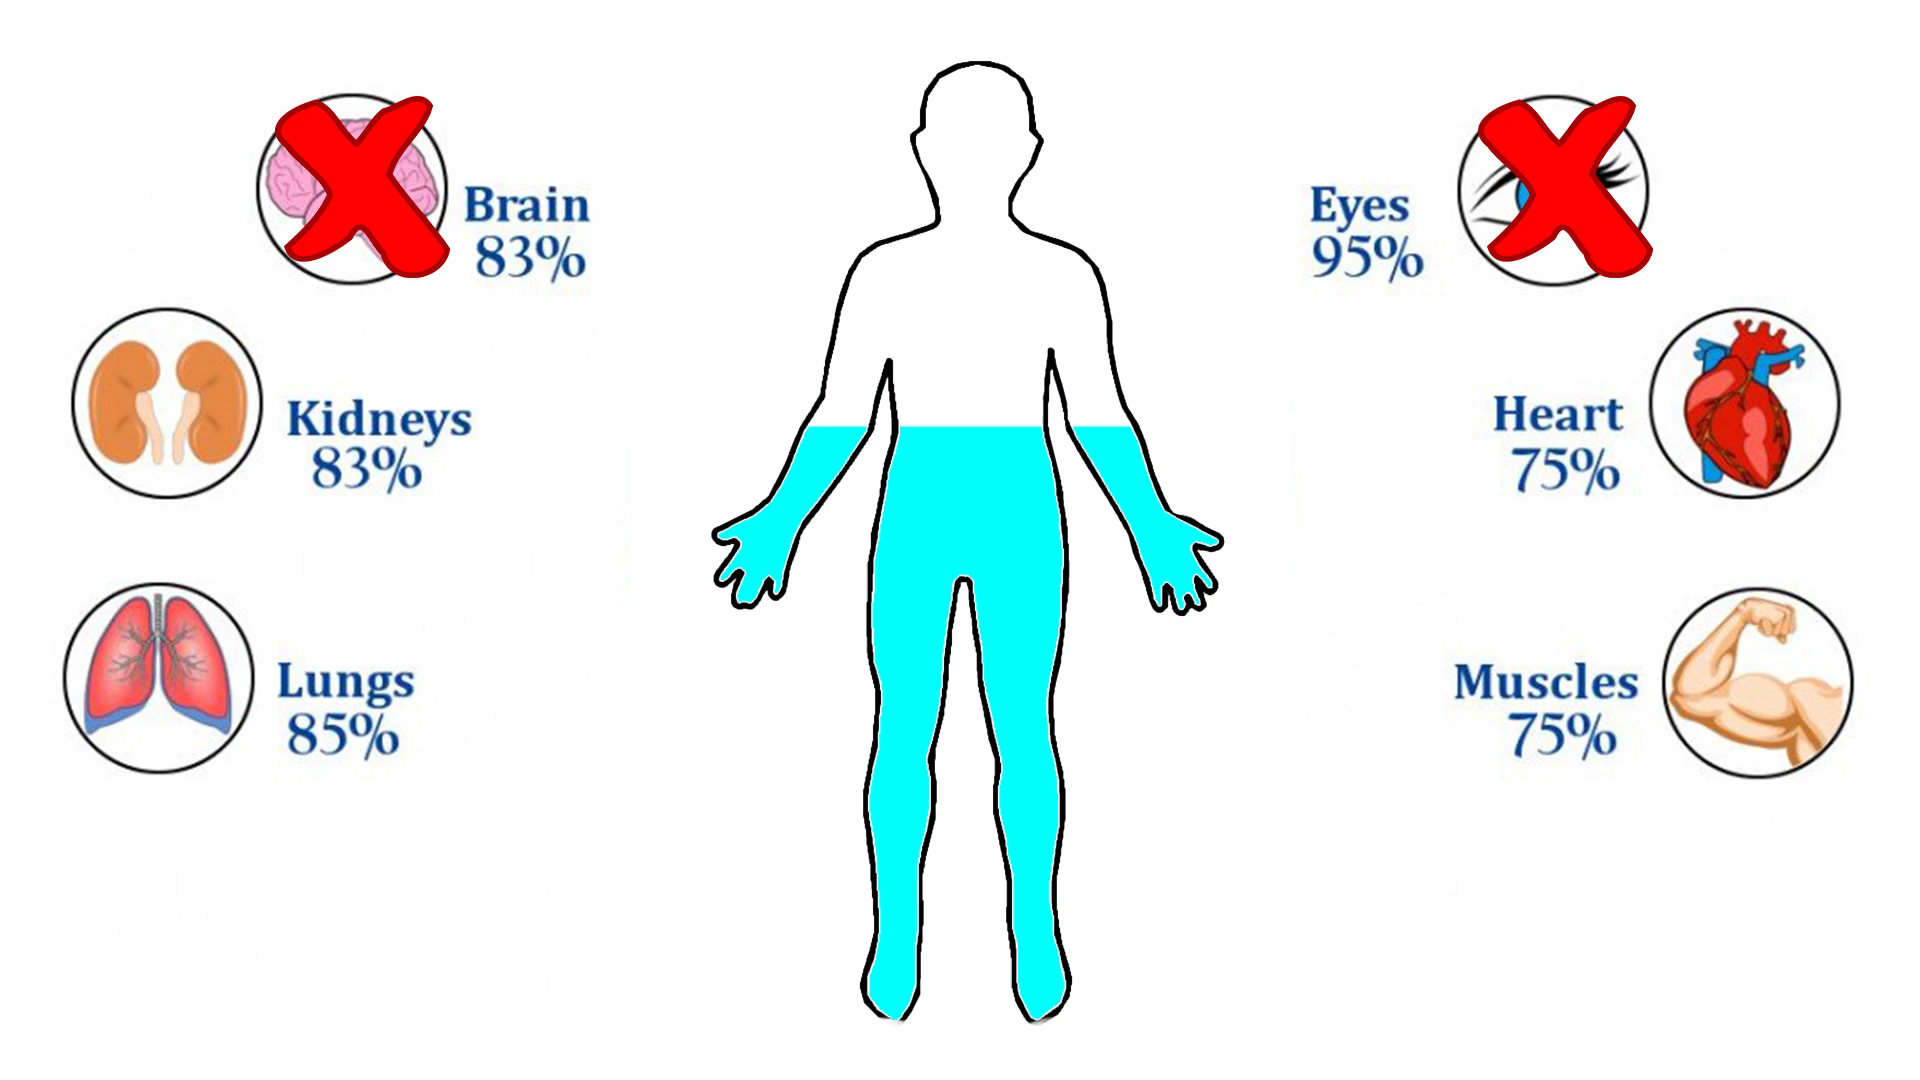 Brain
83%
Eyes
95%
Kidneys
83%
Heart
75%
Lungs
85%
Muscles
75%